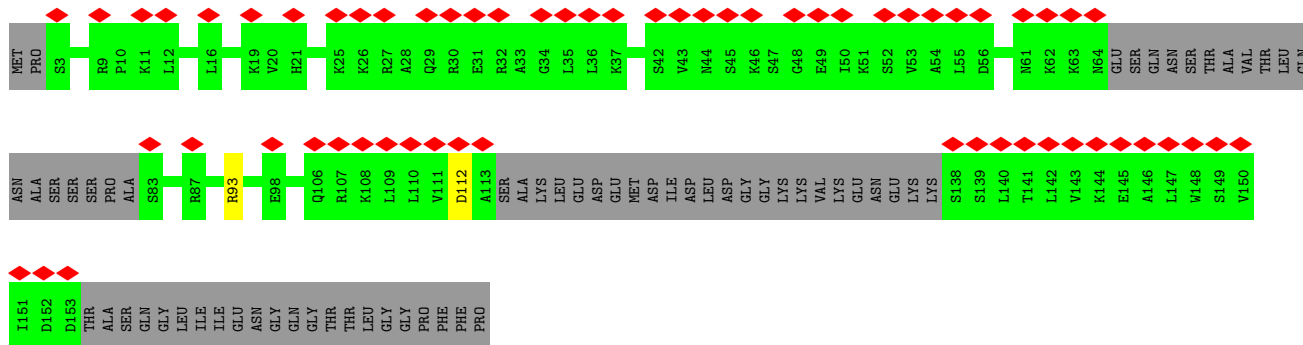 MET PRO S3 R9 P10 K11 L12 L16 K19 V20 H21 K25 K26 R27 A28 Q29 R30 E31 R32 A33 G34 L35 L36 K37 S42 V43 N44 S45 K46 S47 G48 E49 I50 K51 S52 V53 A54 L55 D56 N61 K62 K63 N64 GLU SER GLN ASN SER THR ALA VAL THR LEU GLN
ASN ALA SER SER SER PRO ALA S83 R87 R93 E98 Q106 R107 K108 L109 L110 V111 D112 A113 SER ALA LYS LEU GLU ASP GLU MET ASP ILE ASP LEU ASP GLY GLY LYS LYS VAL LYS GLU ASN GLU LYS LYS S138 S139 L140 T141 L142 V143 K144 E145 A146 L147 W148 S149 V150
I151 D152 D153 THR ALA SER GLN GLY LEU ILE ILE GLU ASN GLY GLN GLY THR THR LEU GLY GLY PRO PHE PHE PRO